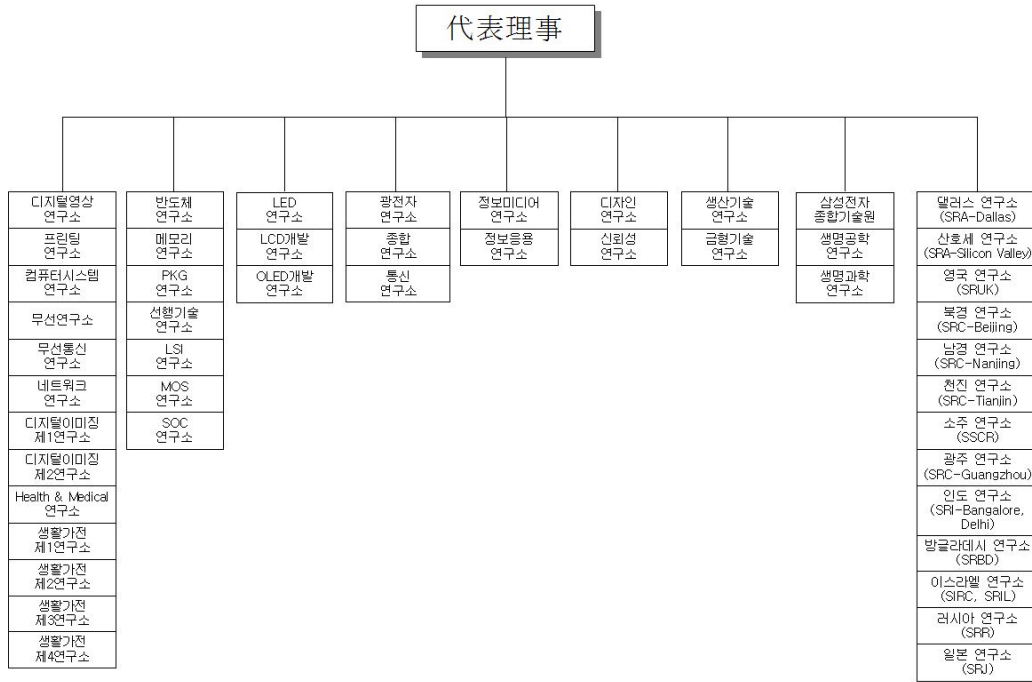 代表理事
디지털영상
연구소
프린팅
연구소
컴퓨터시스템
연구소
무선연구소
무선통신
연구소
네트워크
연구소
디지털이미징
제1연구소
디지털이미징
제2연구소
Health & Medical
연구소
생활가전
제1연구소
생활가전
제2연구소
생활가전
제3연구소
생활가전
제4연구소
반도체
연구소
메모리
연구소
PKG
연구소
선행기술
연구소
LSI
연구소
MOS
연구소
SOC
연구소
LED
연구소
LCD개발
연구소
OLED개발
연구소
광전자
연구소
종합
연구소
통신
연구소
정보미디어
연구소
정보응용
연구소
디자인
연구소
신뢰성
연구소
생산기술
연구소
금형기술
연구소
삼성전자
종합기술원
생명공학
연구소
생명과학
연구소
댈러스 연구소
(SRA-Dallas)
산호세 연구소
(SRA-Silicon Valley)
영국 연구소
(SRUK)
북경 연구소
(SRC-Beijing)
남경 연구소
(SRC-Nanjing)
천진 연구소
(SRC-Tianjin)
소주 연구소
(SSCR)
광주 연구소
(SRC-Guangzhou)
인도 연구소
(SRI-Bangalore,
Delhi)
방글라데시 연구소
(SRBD)
이스라엘 연구소
(SIRC, SRIL)
러시아 연구소
(SRR)
일본 연구소
(SRJ)